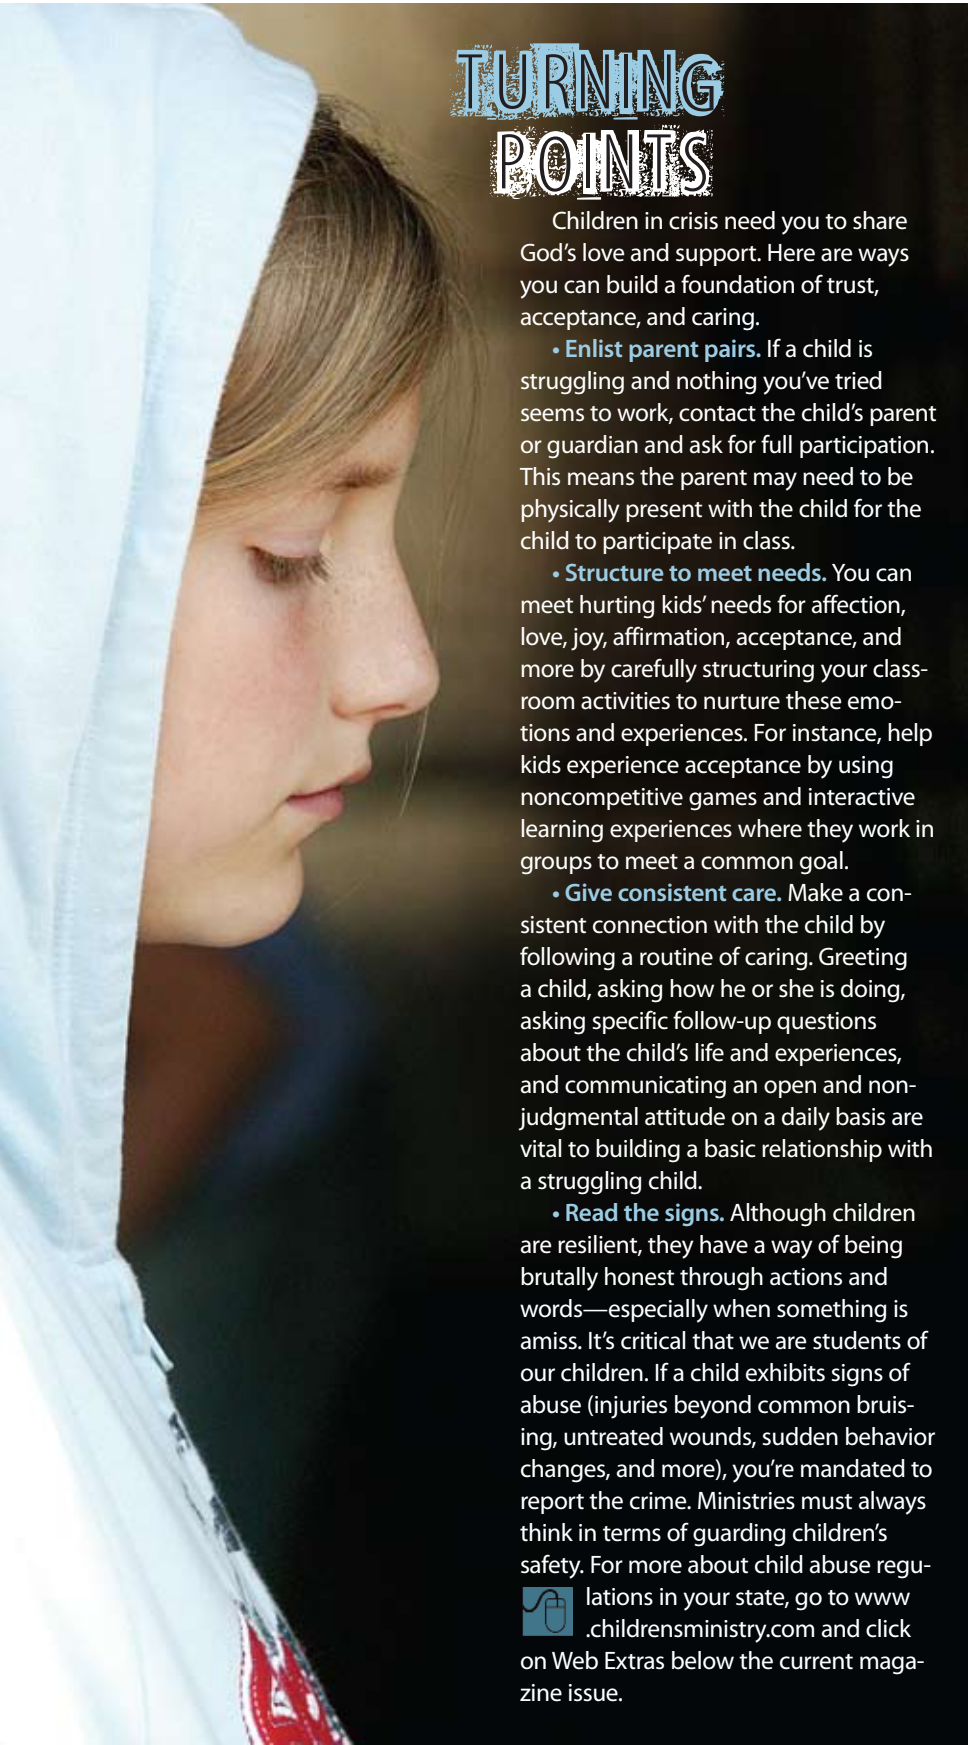 TURNING
POINTS
Children in crisis need you to share
God's love and support. Here are ways
you can build a foundation of trust,
acceptance, and caring.
• Enlist parent pairs. If a child is
struggling and nothing you've tried
seems to work, contact the child's parent
or guardian and ask for full participation.
This means the parent may need to be
physically present with the child for the
child to participate in class.
• Structure to meet needs. You can
meet hurting kids' needs for affection,
love, joy, affirmation, acceptance, and
more by carefully structuring your class-
room activities to nurture these emo-
tions and experiences. For instance, help
kids experience acceptance by using
noncompetitive games and interactive
learning experiences where they work in
groups to meet a common goal.
• Give consistent care. Make a con-
sistent connection with the child by
following a routine of caring. Greeting
a child, asking how he or she is doing,
asking specific follow-up questions
about the child's life and experiences,
and communicating an open and non-
judgmental attitude on a daily basis are
vital to building a basic relationship with
a struggling child.
• Read the signs. Although children
are resilient, they have a way of being
brutally honest through actions and
words—especially when something is
amiss. It's critical that we are students of
our children. If a child exhibits signs of
abuse (injuries beyond common bruis-
ing, untreated wounds, sudden behavior
changes, and more), you're mandated to
report the crime. Ministries must always
think in terms of guarding children's
safety. For more about child abuse regu-
lations in your state, go to www
.childrensministry.com and click
on Web Extras below the current maga-
zine issue.